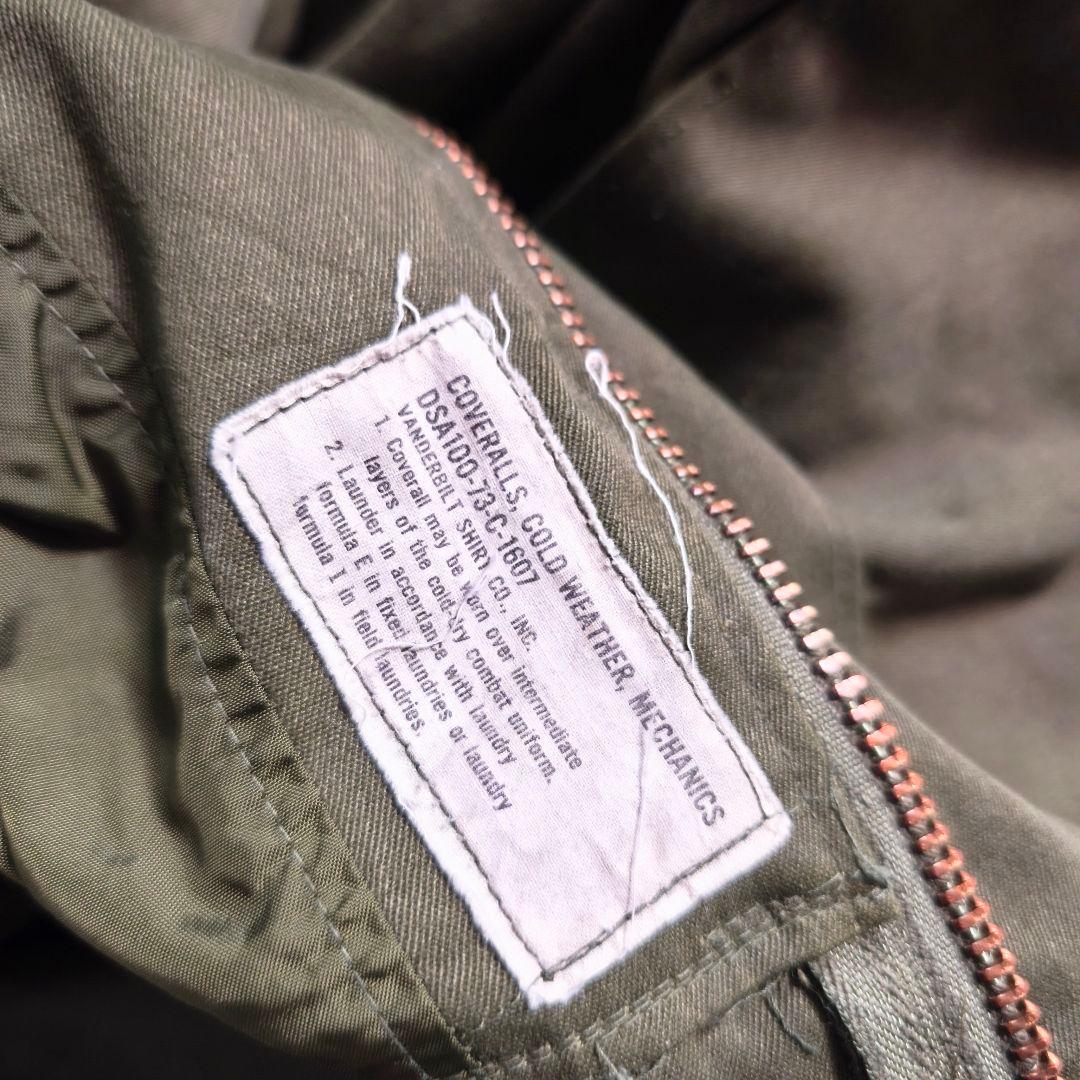 COVERALLS, COLD WEATHER, MECHANICS
DSA100-73-C-1607
VANDERBILT SHIRT CO., INC.
1. Coverall may be worn over intermediate
layers of the cold-dry combat uniform.
2. Launder in accordance with laundry
formula E in fixed laundries or laundry
formula I in field laundries.